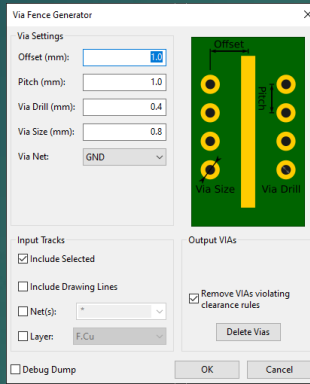 Via Fence Generator
Via Settings
Offset (mm): 1.0
Pitch (mm): 1.0
Via Drill (mm): 0.4
Via Size (mm): 0.8
Via Net: GND
Offset
Pitch
Via Size Via Drill
Input Tracks
Include Selected
Include Drawing Lines
Net(s): *
Layer: F.Cu
Output VIAs
Remove VIAs violating
clearance rules
Delete Vias
Debug Dump
OK
Cancel